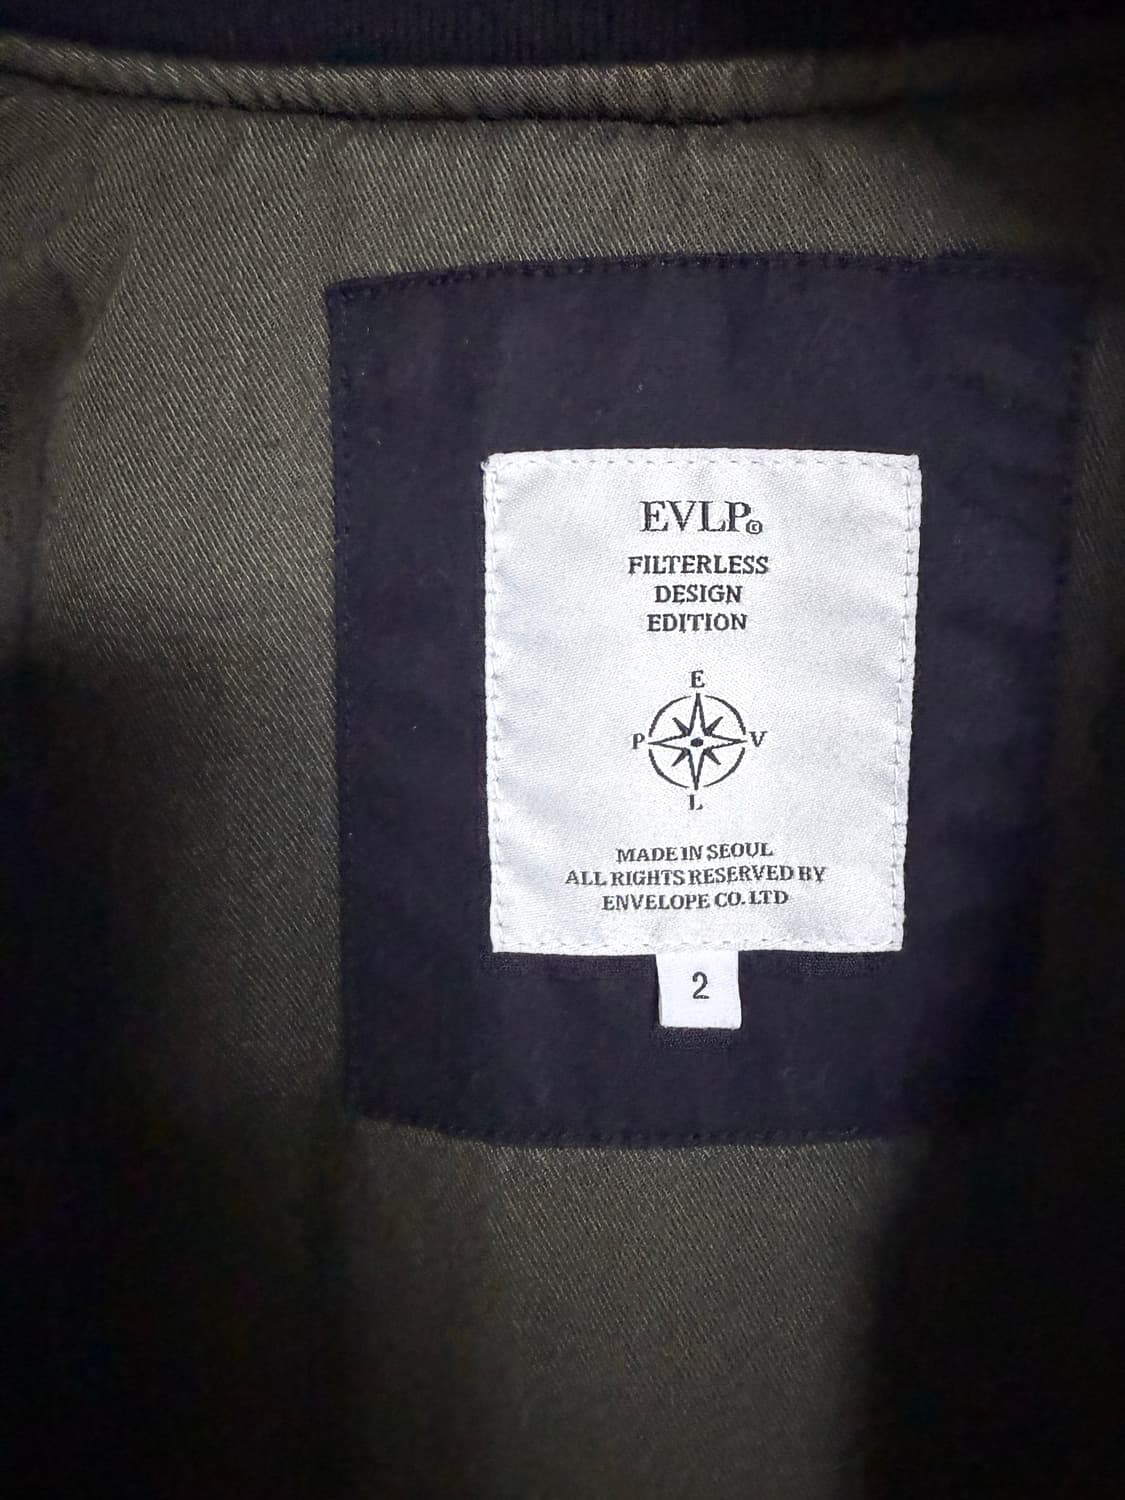 EVLP©
FILTERLESS
DESIGN
EDITION
E
P V
L
MADE IN SEOUL
ALL RIGHTS RESERVED BY
ENVELOPE CO. LTD
2